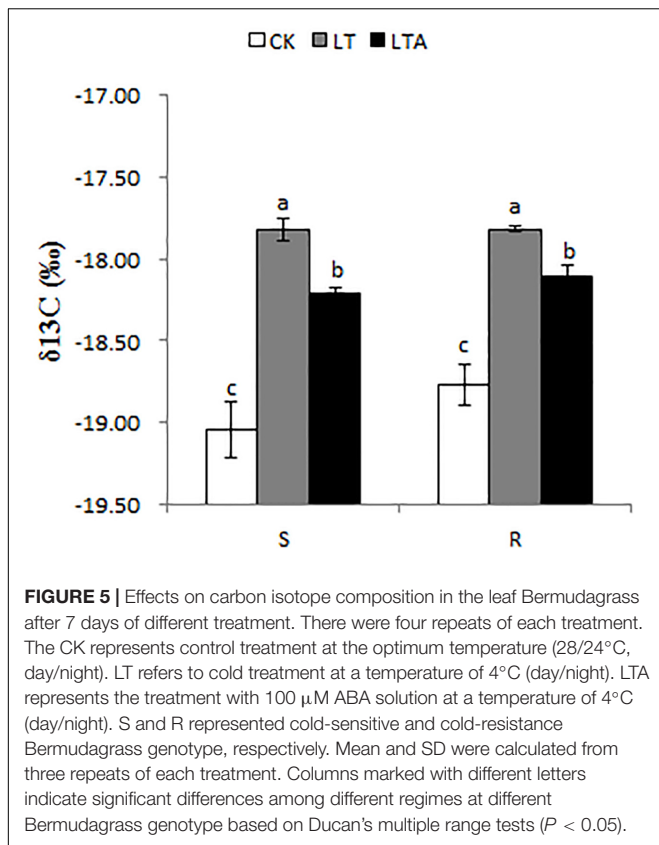 CK LT LTA
-17.00
-17.50
-18.00
-18.50
-19.00
-19.50
δ13C (‰)
a
b
c
a
b
c
S
R
FIGURE 5 | Effects on carbon isotope composition in the leaf Bermudagrass
after 7 days of different treatment. There were four repeats of each treatment.
The CK represents control treatment at the optimum temperature (28/24°C,
day/night). LT refers to cold treatment at a temperature of 4°C (day/night). LTA
represents the treatment with 100 μM ABA solution at a temperature of 4°C
(day/night). S and R represented cold-sensitive and cold-resistance
Bermudagrass genotype, respectively. Mean and SD were calculated from
three repeats of each treatment. Columns marked with different letters
indicate significant differences among different regimes at different
Bermudagrass genotype based on Ducan's multiple range tests (P < 0.05).